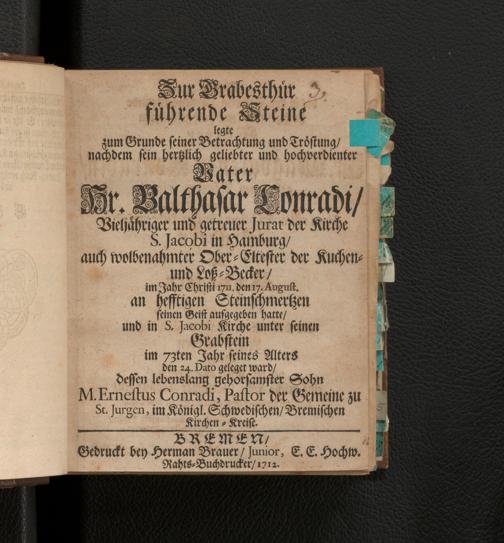 Zur Grabesthür
3.
führende Steine
legte
zum Grunde seiner Betrachtung und Tröstung/
nachdem sein hertzlich geliebter und hochverdienter
Vater
Hr. Balthasar Conradi/
Vieljähriger und getreuer Jurat der Kirche
S. Jacobi in Hamburg/
auch wolbenahmter Ober-Eltester der Kuchen-
und Loß-Becker/
im Jahr Christi 1711. den 17. August.
an hefftigen Steinschmertzen
seinen Geist aufgegeben hatte/
und in S. Jacobi Kirche unter seinen
Grabstein
im 73ten Jahr seines Alters
den 24. Dato geleget ward/
dessen lebenslang gehorsamster Sohn
M. Ernestus Conradi, Pastor der Gemeine zu
St. Jurgen, im Königl. Schwedischen/Bremischen
Kirchen-Kreise.
BREMEN/
Gedruckt bey Herman Brauer/ Junior, E. E. Hochw.
Rahts-Buchdrucker/1712.